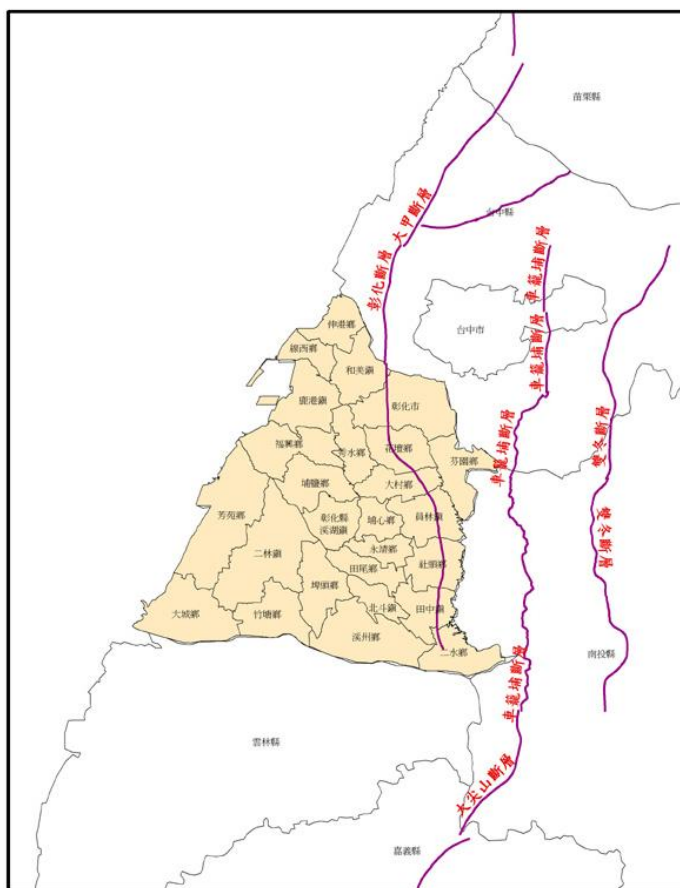 苗栗縣
台中縣
大甲斷層
彰化斷層
車籠埔斷層
台中市
車籠埔斷層
伸港鄉
線西鄉
和美鎮
鹿港鎮
彰化市
福興鄉
秀水鄉
花壇鄉
芬園鄉
車籠埔斷層
雙冬斷層
埔鹽鄉
大村鄉
芳苑鄉
彰化縣
溪湖鎮
埔心鄉
員林鎮
雙冬斷層
二林鎮
永靖鄉
田尾鄉
社頭鄉
埤頭鄉
大城鄉
竹塘鄉
北斗鎮
田中鎮
溪州鄉
二水鄉
南投縣
車籠埔斷層
雲林縣
大尖山斷層
嘉義縣